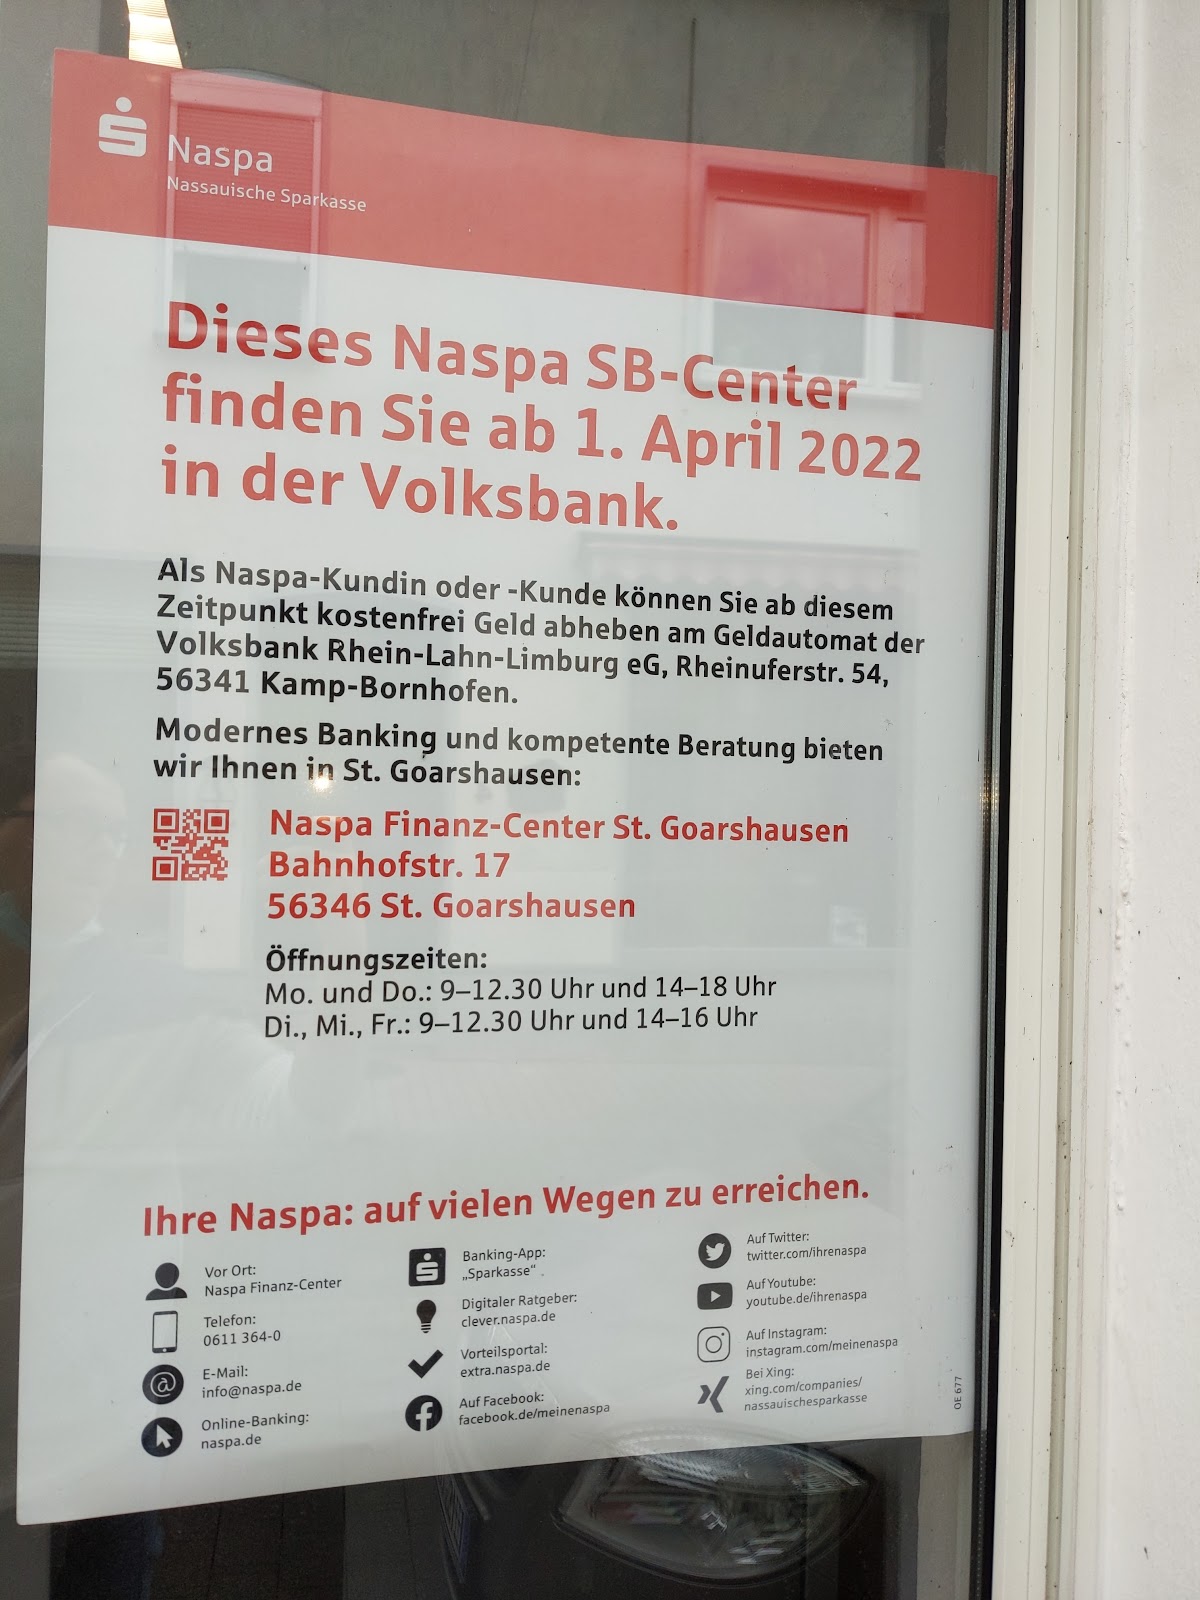 Naspa
Nassauische Sparkasse
Dieses Naspa SB-Center
finden Sie ab 1. April 2022
in der Volksbank.
Als Naspa-Kundin oder -Kunde können Sie ab diesem
Zeitpunkt kostenfrei Geld abheben am Geldautomat der
Volksbank Rhein-Lahn-Limburg eG, Rheinuferstr. 54,
56341 Kamp-Bornhofen.
Modernes Banking und kompetente Beratung bieten
wir Ihnen in St. Goarshausen:
Naspa Finanz-Center St. Goarshausen
Bahnhofstr. 17
56346 St. Goarshausen
Öffnungszeiten:
Mo. und Do.: 9–12.30 Uhr und 14–18 Uhr
Di., Mi., Fr.: 9–12.30 Uhr und 14–16 Uhr
Ihre Naspa: auf vielen Wegen zu erreichen.
Vor Ort:
Naspa Finanz-Center
Telefon:
0611 364-0
E-Mail:
info@naspa.de
Online-Banking:
naspa.de
Banking-App:
„Sparkasse“
Digitaler Ratgeber:
clever.naspa.de
Vorteilsportal:
extra.naspa.de
Auf Facebook:
facebook.de/meinenaspa
Auf Twitter:
twitter.com/ihrenaspa
Auf Youtube:
youtube.de/ihrenaspa
Auf Instagram:
instagram.com/meinenaspa
Bei Xing:
xing.com/companies/
nassauischesparkasse
OE 677